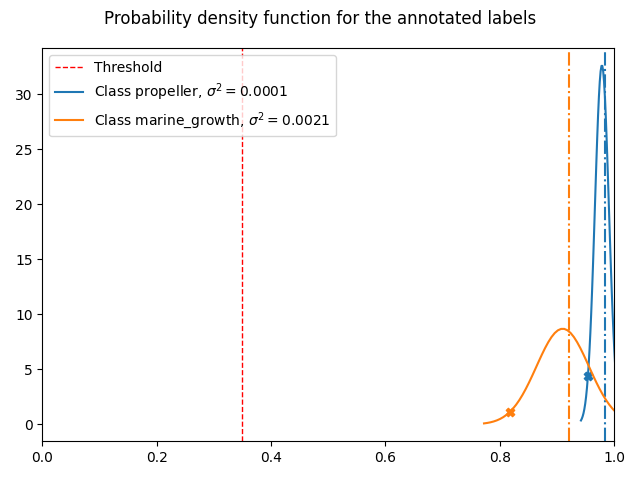 Probability density function for the annotated labels
Threshold
Class propeller, σ² = 0.0001
Class marine_growth, σ² = 0.0021
30
25
20
15
10
5
0
0.0 0.2 0.4 0.6 0.8 1.0